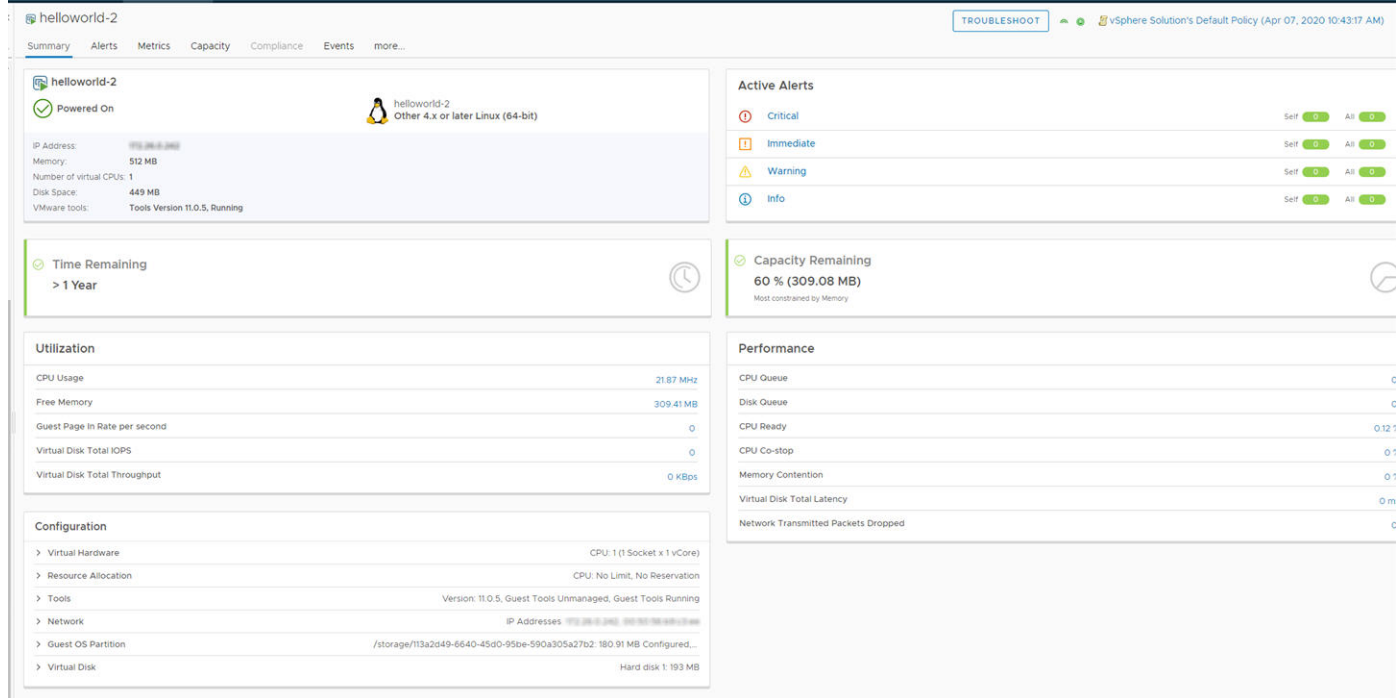 helloworld-2
TROUBLESHOOT
vSphere Solution's Default Policy (Apr 07, 2020 10:43:17 AM)
Summary Alerts Metrics Capacity Compliance Events more...
helloworld-2
Powered On
helloworld-2
Other 4.x or later Linux (64-bit)
IP Address:
Memory: 512 MB
Number of virtual CPUs: 1
Disk Space: 449 MB
VMware tools: Tools Version 11.0.5, Running
Active Alerts
Critical Self 0 All 0
Immediate Self 0 All 0
Warning Self 0 All 0
Info Self 0 All 0
Time Remaining
> 1 Year
Capacity Remaining
60 % (309.08 MB)
Most constrained by Memory
Utilization
CPU Usage 21.87 MHz
Free Memory 309.41 MB
Guest Page In Rate per second 0
Virtual Disk Total IOPS 0
Virtual Disk Total Throughput 0 KBps
Performance
CPU Queue 0
Disk Queue 0
CPU Ready 0.12 %
CPU Co-stop 0 %
Memory Contention 0 %
Virtual Disk Total Latency 0 m
Network Transmitted Packets Dropped 0
Configuration
> Virtual Hardware CPU: 1 (1 Socket x 1 vCore)
> Resource Allocation CPU: No Limit, No Reservation
> Tools Version: 11.0.5, Guest Tools Unmanaged, Guest Tools Running
> Network IP Addresses
> Guest OS Partition /storage/113a2d49-6640-45d0-95be-590a305a27b2: 180.91 MB Configured,...
> Virtual Disk Hard disk 1: 193 MB